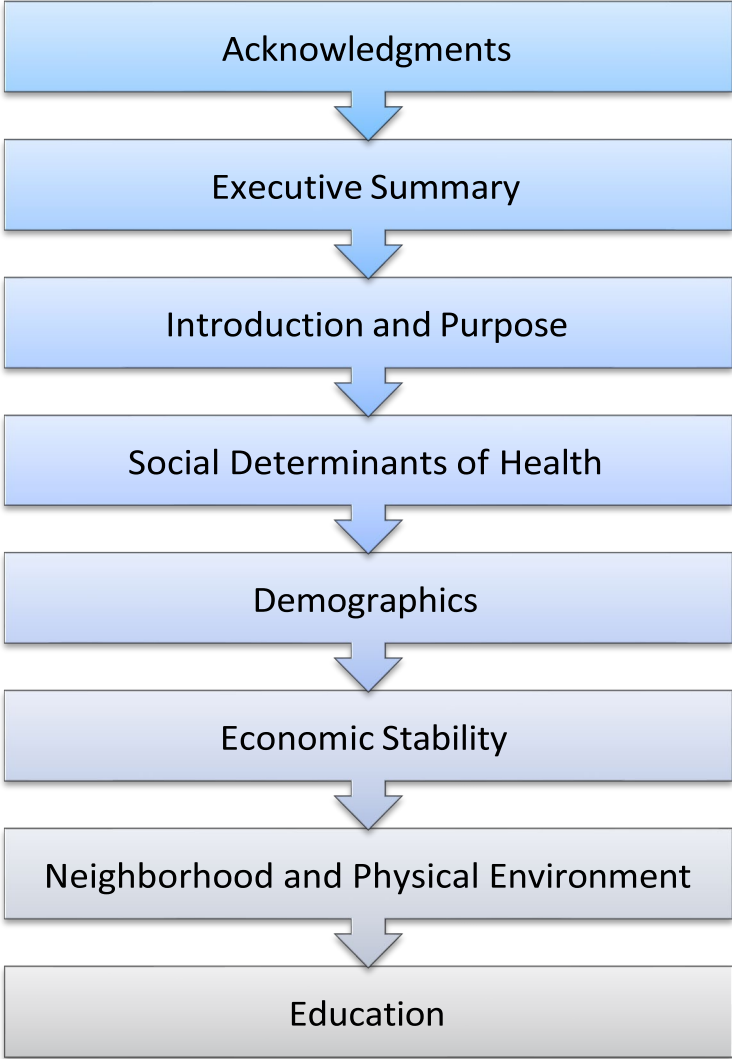 Acknowledgments
Executive Summary
Introduction and Purpose
Social Determinants of Health
Demographics
Economic Stability
Neighborhood and Physical Environment
Education